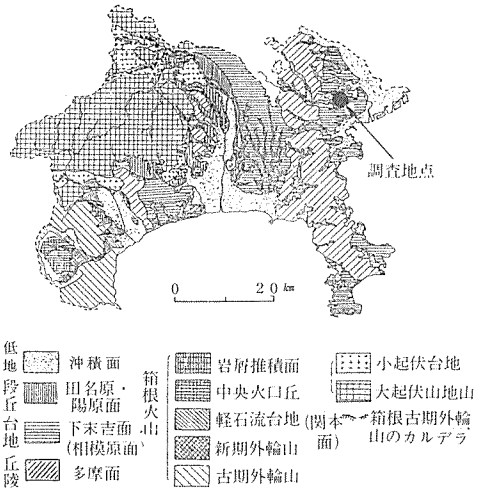 調査地点
0 20 km
低地
沖積面
段丘
田名原・陽原面
台地
下末吉面
(相模原面)
丘陵
多摩面
箱根火山
岩屑推積面
中央火口丘
軽石流台地
(関本面)
新期外輪山
古期外輪山
小起伏台地
大起伏山地山
箱根古期外輪
山のカルデラ